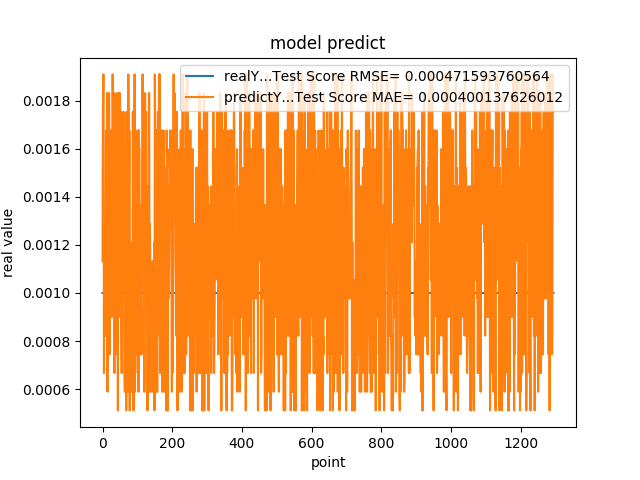 model predict
realY...Test Score RMSE= 0.000471593760564
predictY...Test Score MAE= 0.000400137626012
0.0018
0.0016
0.0014
0.0012
0.0010
0.0008
0.0006
real value
0 200 400 600 800 1000 1200
point